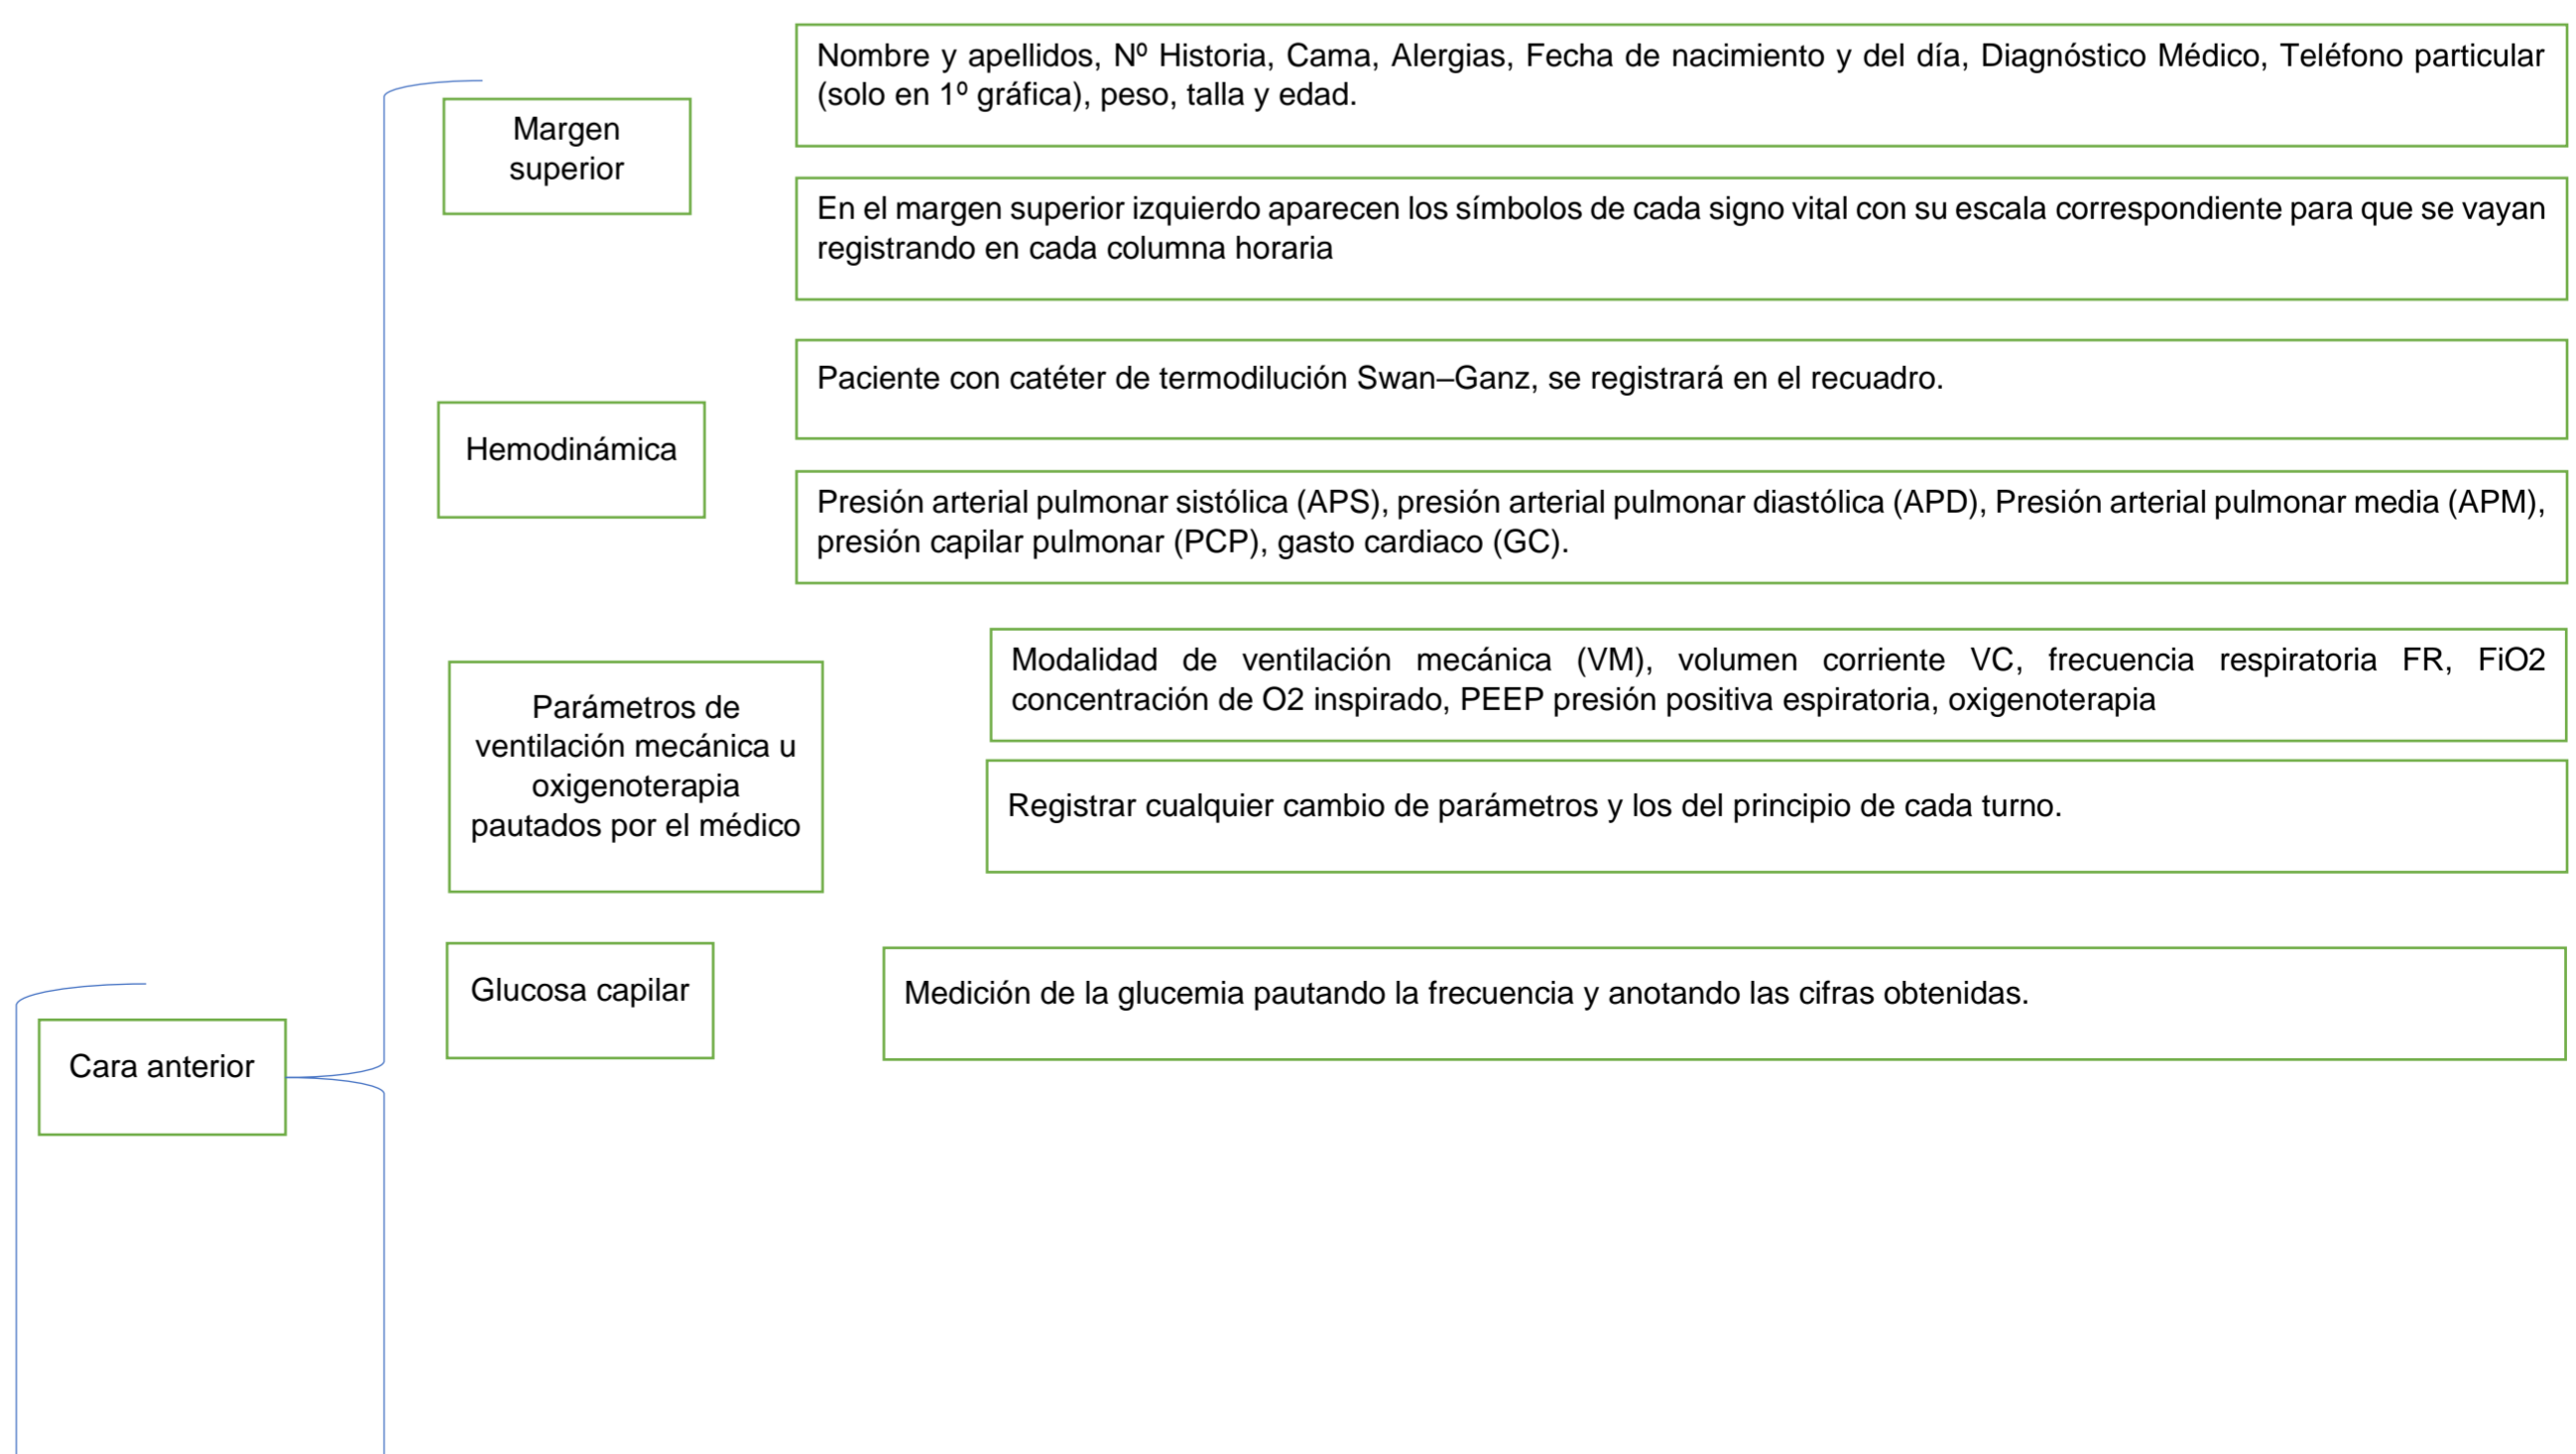 Nombre y apellidos, Nº Historia, Cama, Alergias, Fecha de nacimiento y del día, Diagnóstico Médico, Teléfono particular
(solo en 1º gráfica), peso, talla y edad.
Margen
superior
En el margen superior izquierdo aparecen los símbolos de cada signo vital con su escala correspondiente para que se vayan
registrando en cada columna horaria
Paciente con catéter de termodilución Swan–Ganz, se registrará en el recuadro.
Hemodinámica
Presión arterial pulmonar sistólica (APS), presión arterial pulmonar diastólica (APD), Presión arterial pulmonar media (APM),
presión capilar pulmonar (PCP), gasto cardiaco (GC).
Modalidad de ventilación mecánica (VM), volumen corriente VC, frecuencia respiratoria FR, FiO2
concentración de O2 inspirado, PEEP presión positiva espiratoria, oxigenoterapia
Parámetros de
ventilación mecánica u
oxigenoterapia
pautados por el médico
Registrar cualquier cambio de parámetros y los del principio de cada turno.
Glucosa capilar
Medición de la glucemia pautando la frecuencia y anotando las cifras obtenidas.
Cara anterior